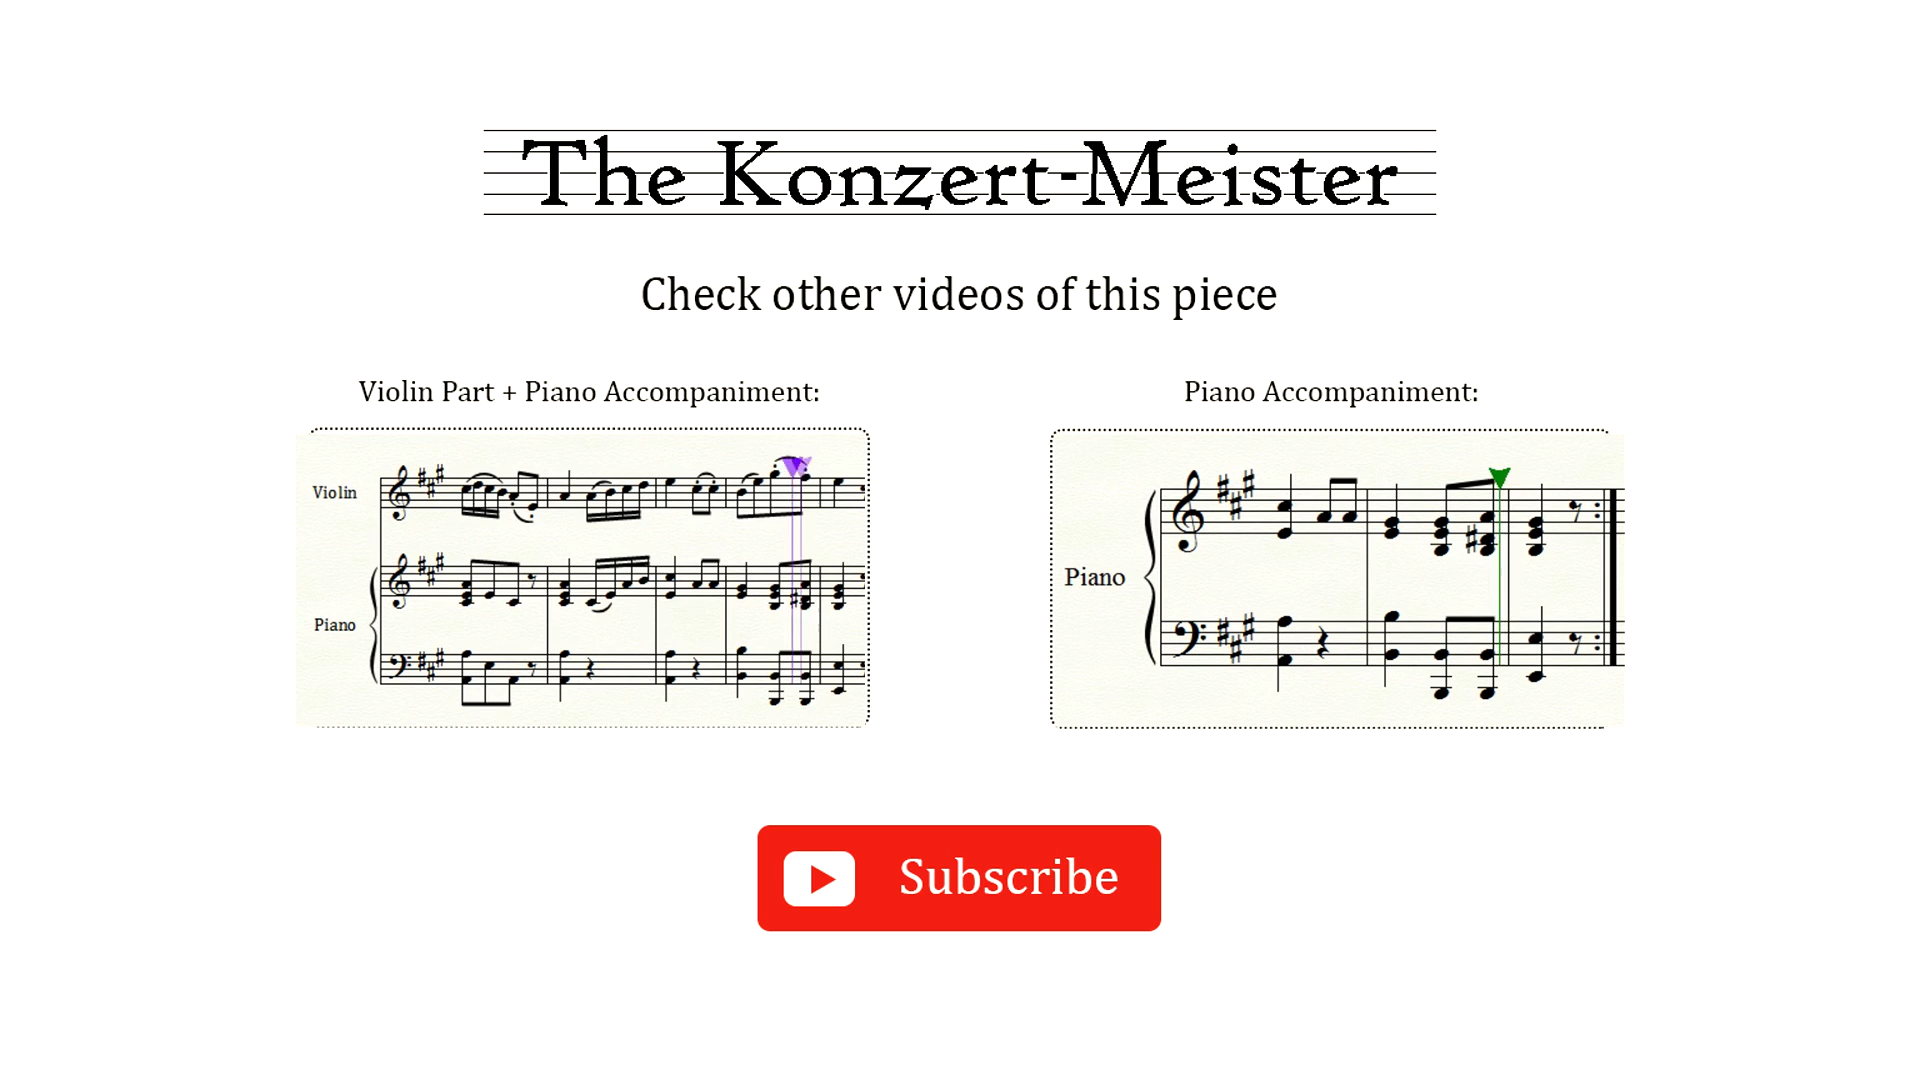 The Konzert-Meister
Check other videos of this piece
Violin Part + Piano Accompaniment:
Piano Accompaniment:
Violin
Piano
Piano
Subscribe